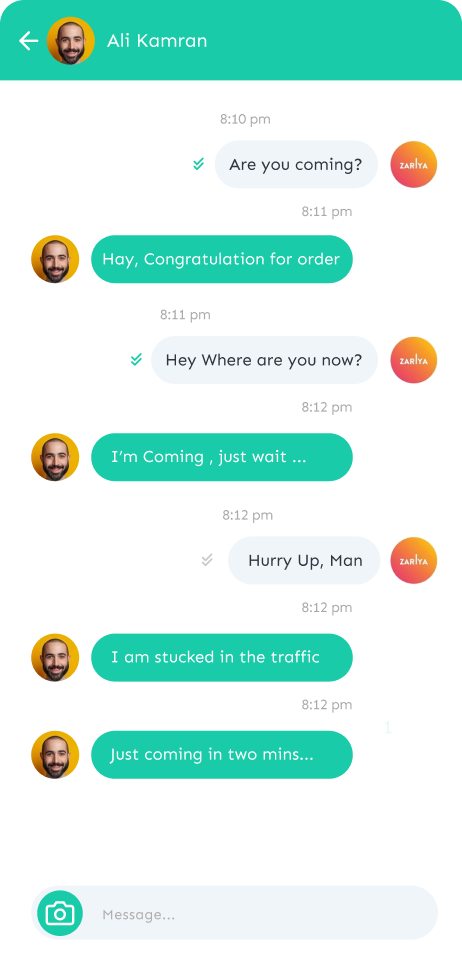 Ali Kamran
8:10 pm
Are you coming?
ZARIYA
8:11 pm
Hay, Congratulation for order
8:11 pm
Hey Where are you now?
ZARIYA
8:12 pm
I'm Coming , just wait ...
8:12 pm
Hurry Up, Man
ZARIYA
8:12 pm
I am stucked in the traffic
8:12 pm
1
Just coming in two mins...
Message...